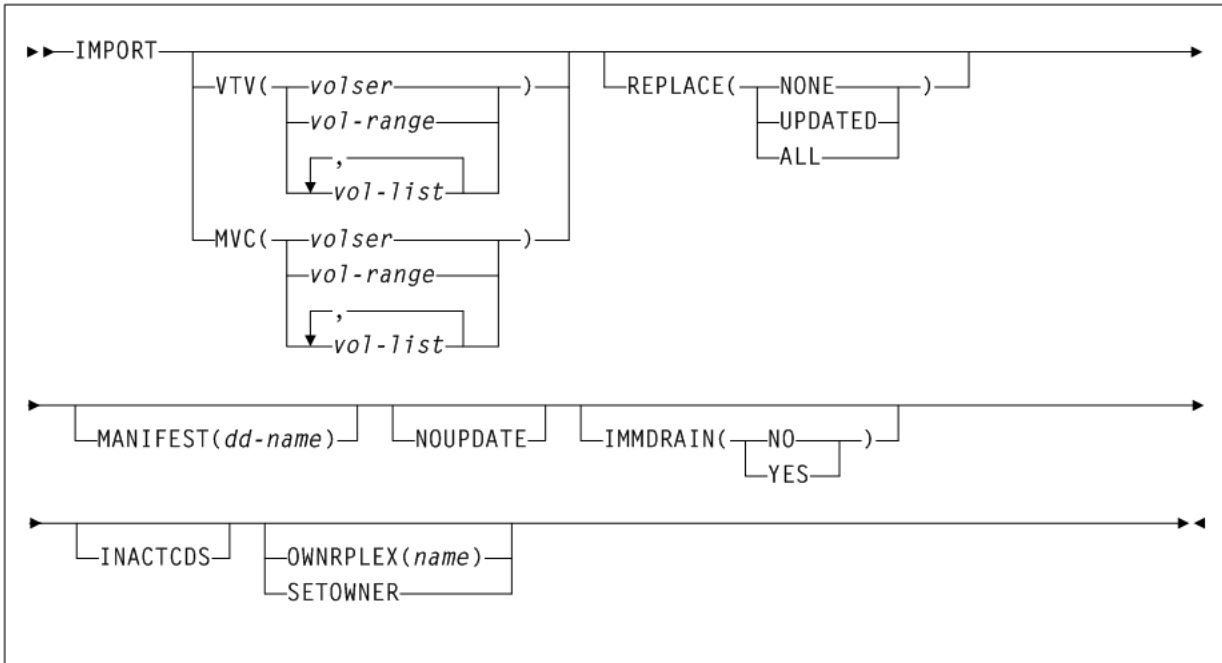 IMPORT
VTV( volser )
vol-range
,
vol-list
MVC( volser )
vol-range
,
vol-list
REPLACE( NONE )
UPDATED
ALL
MANIFEST(dd-name)
NOUPDATE
IMMDRAIN( NO )
YES
INACTCDS
OWNRPLEX(name)
SETOWNER